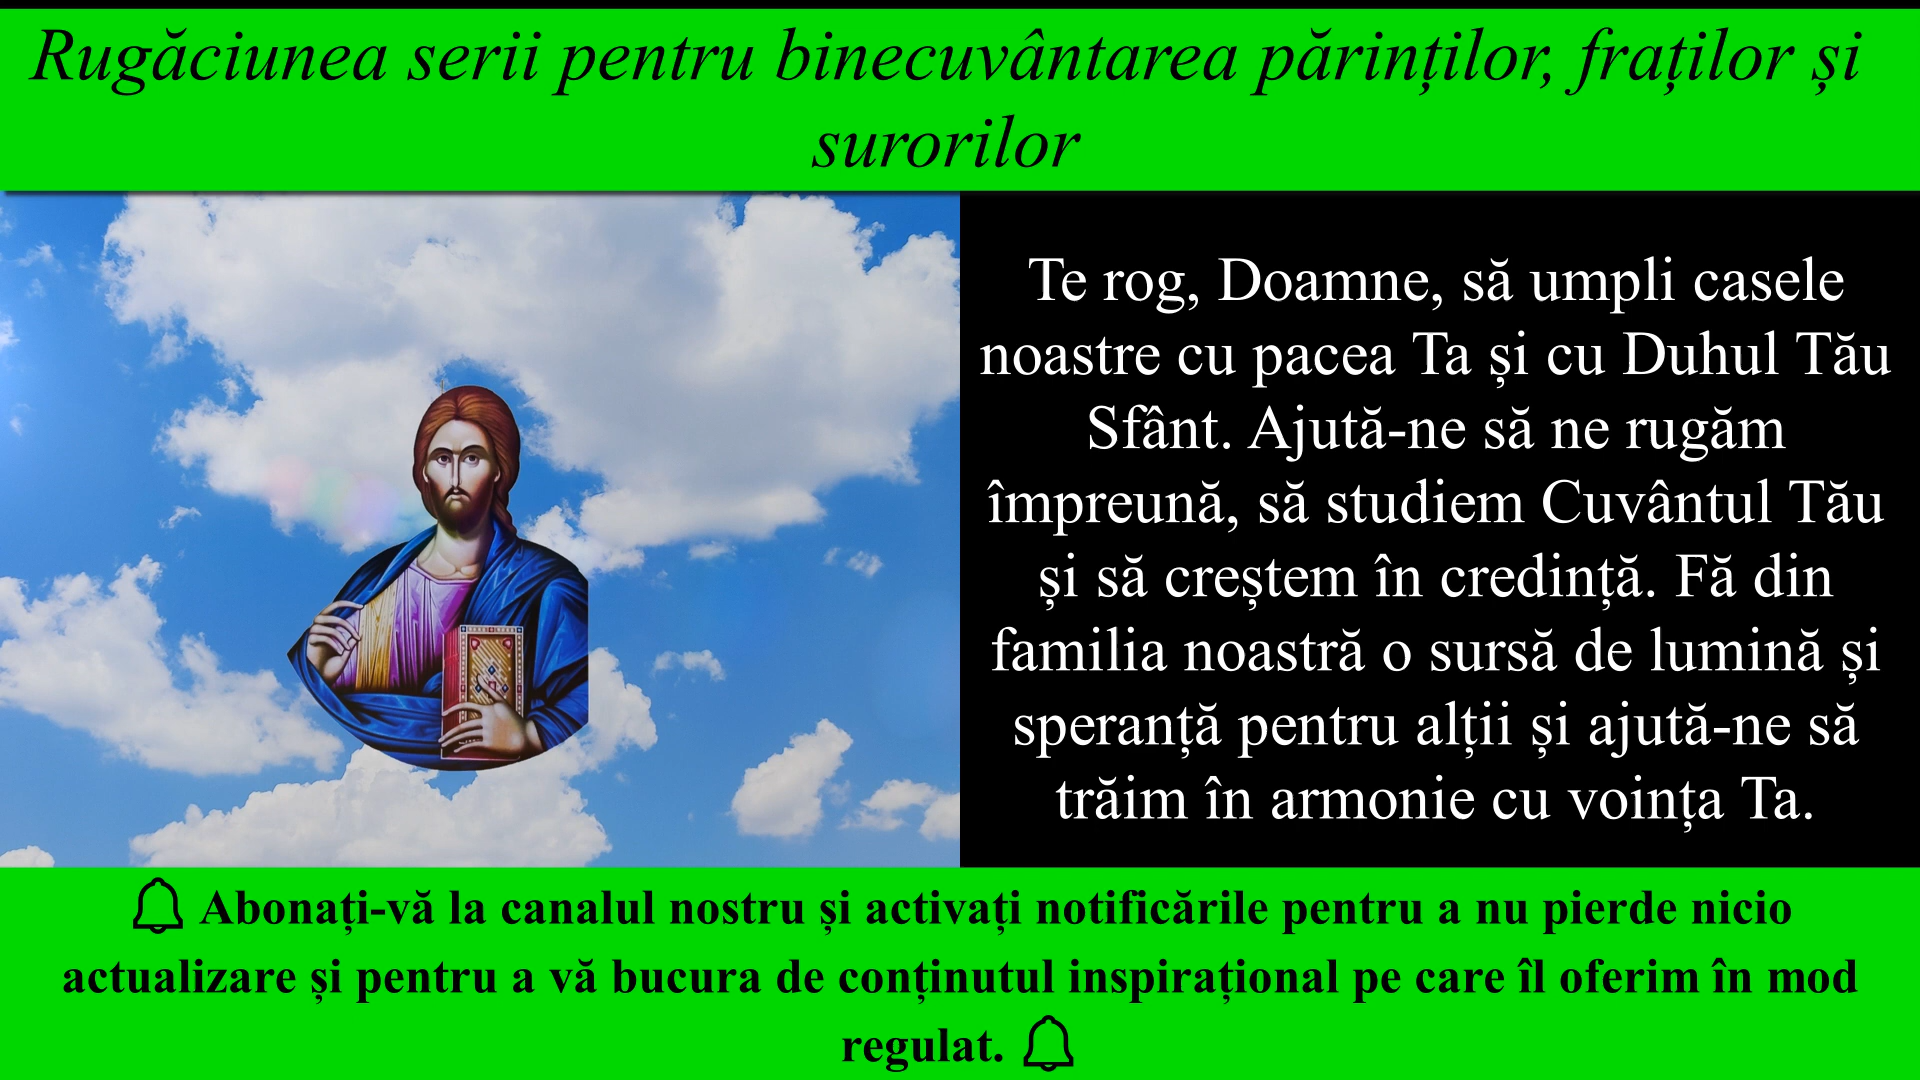 Rugăciunea serii pentru binecuvântarea părinților, fraților și
surorilor
Te rog, Doamne, să umpli casele
noastre cu pacea Ta și cu Duhul Tău
Sfânt. Ajută-ne să ne rugăm
împreună, să studiem Cuvântul Tău
și să creștem în credință. Fă din
familia noastră o sursă de lumină și
speranță pentru alții și ajută-ne să
trăim în armonie cu voința Ta.
🔔 Abonați-vă la canalul nostru și activați notificările pentru a nu pierde nicio
actualizare și pentru a vă bucura de conținutul inspirațional pe care îl oferim în mod
regulat. 🔔